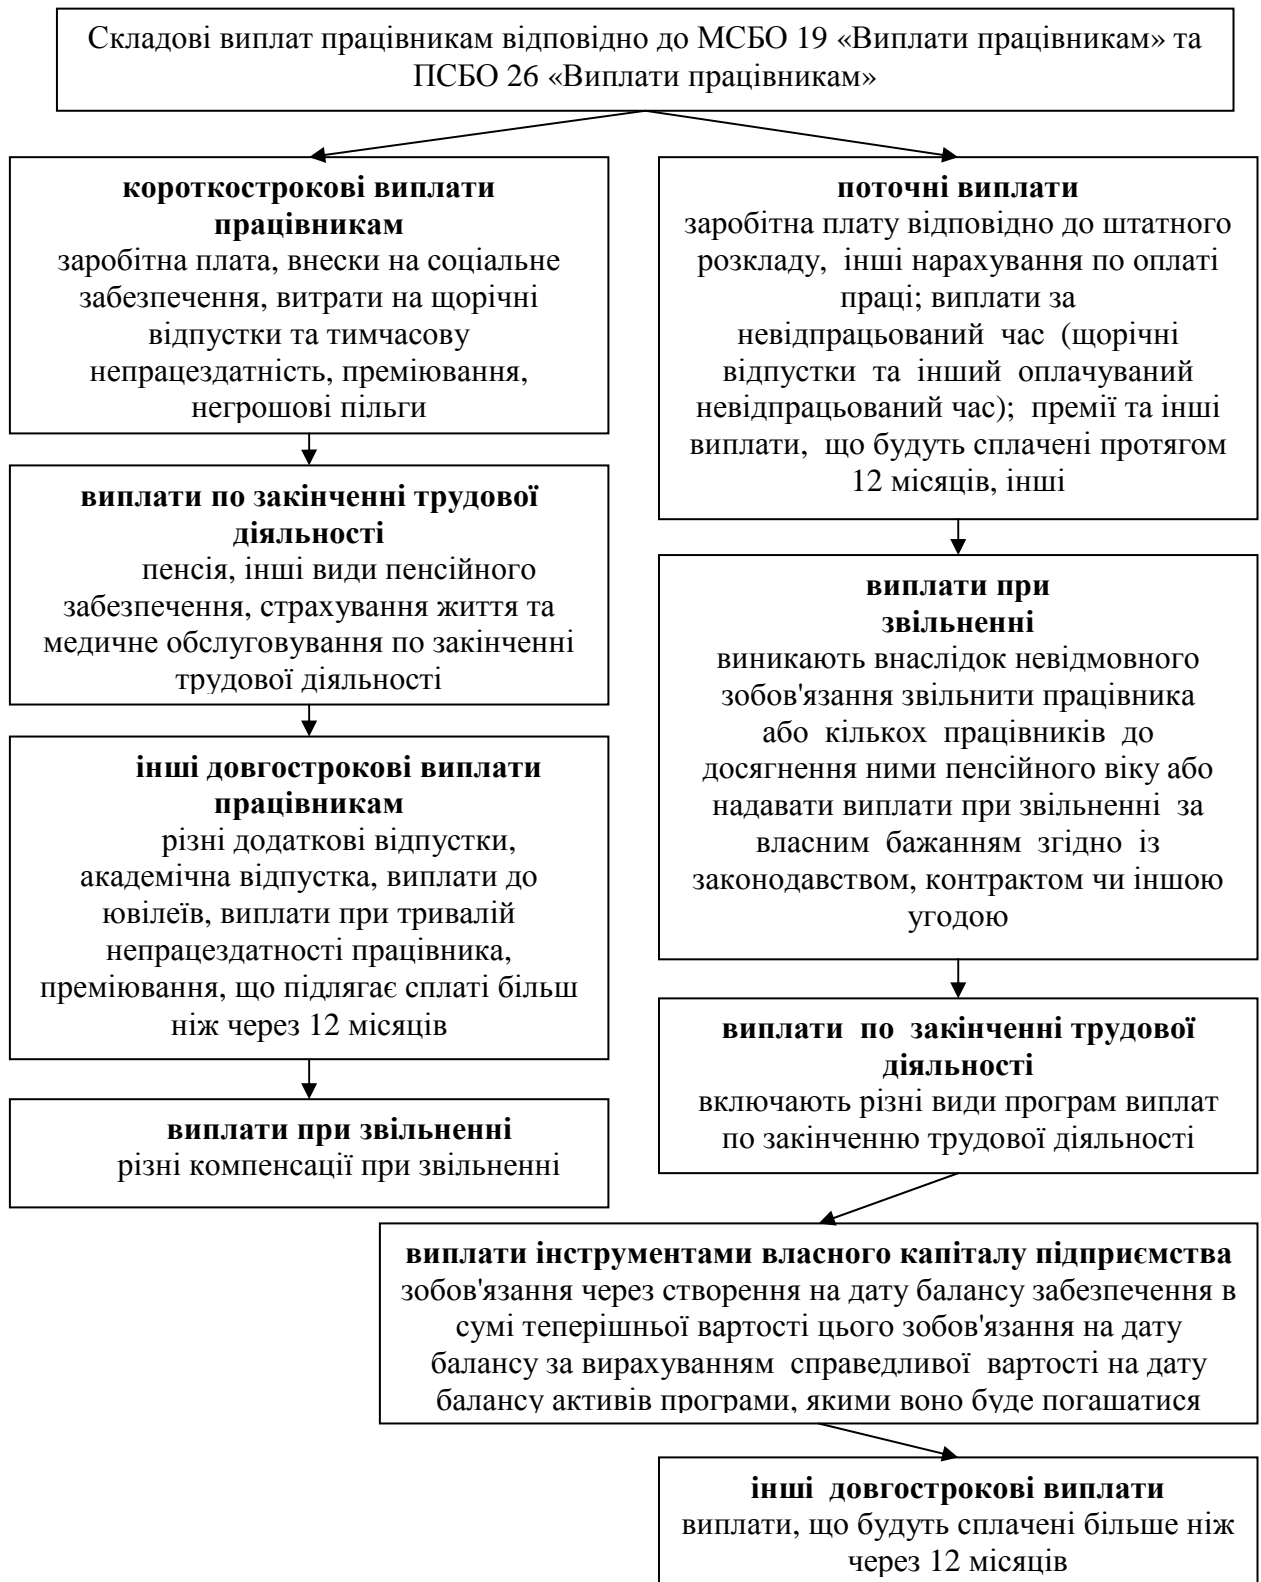 Складові виплат працівникам відповідно до МСБО 19 «Виплати працівникам» та
ПСБО 26 «Виплати працівникам»
короткострокові виплати
працівникам
заробітна плата, внески на соціальне
забезпечення, витрати на щорічні
відпустки та тимчасову
непрацездатність, преміювання,
негрошові пільги
виплати по закінченні трудової
діяльності
пенсія, інші види пенсійного
забезпечення, страхування життя та
медичне обслуговування по закінченні
трудової діяльності
інші довгострокові виплати
працівникам
різні додаткові відпустки,
академічна відпустка, виплати до
ювілеїв, виплати при тривалій
непрацездатності працівника,
преміювання, що підлягає сплаті більш
ніж через 12 місяців
виплати при звільненні
різні компенсації при звільненні
поточні виплати
заробітна плату відповідно до штатного
розкладу, інші нарахування по оплаті
праці; виплати за
невідпрацьований час (щорічні
відпустки та інший оплачуваний
невідпрацьований час); премії та інші
виплати, що будуть сплачені протягом
12 місяців, інші
виплати при
звільненні
виникають внаслідок невідмовного
зобов'язання звільнити працівника
або кількох працівників до
досягнення ними пенсійного віку або
надавати виплати при звільненні за
власним бажанням згідно із
законодавством, контрактом чи іншою
угодою
виплати по закінченні трудової
діяльності
включають різні види програм виплат
по закінченню трудової діяльності
виплати інструментами власного капіталу підприємства
зобов'язання через створення на дату балансу забезпечення в
сумі теперішньої вартості цього зобов'язання на дату
балансу за вирахуванням справедливої вартості на дату
балансу активів програми, якими воно буде погашатися
інші довгострокові виплати
виплати, що будуть сплачені більше ніж
через 12 місяців